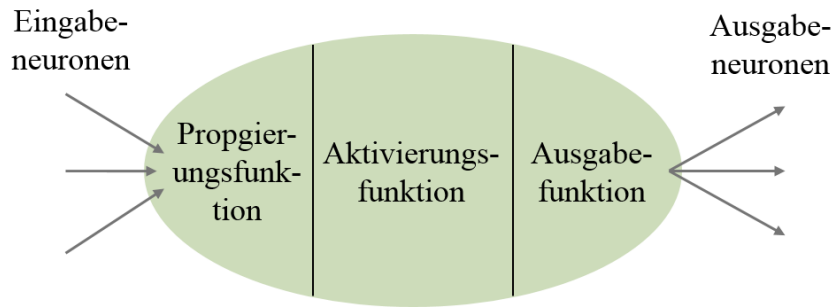 Eingabe-
neuronen
Propgier-
ungsfunk-
tion
Aktivierungs-
funktion
Ausgabe-
funktion
Ausgabe-
neuronen